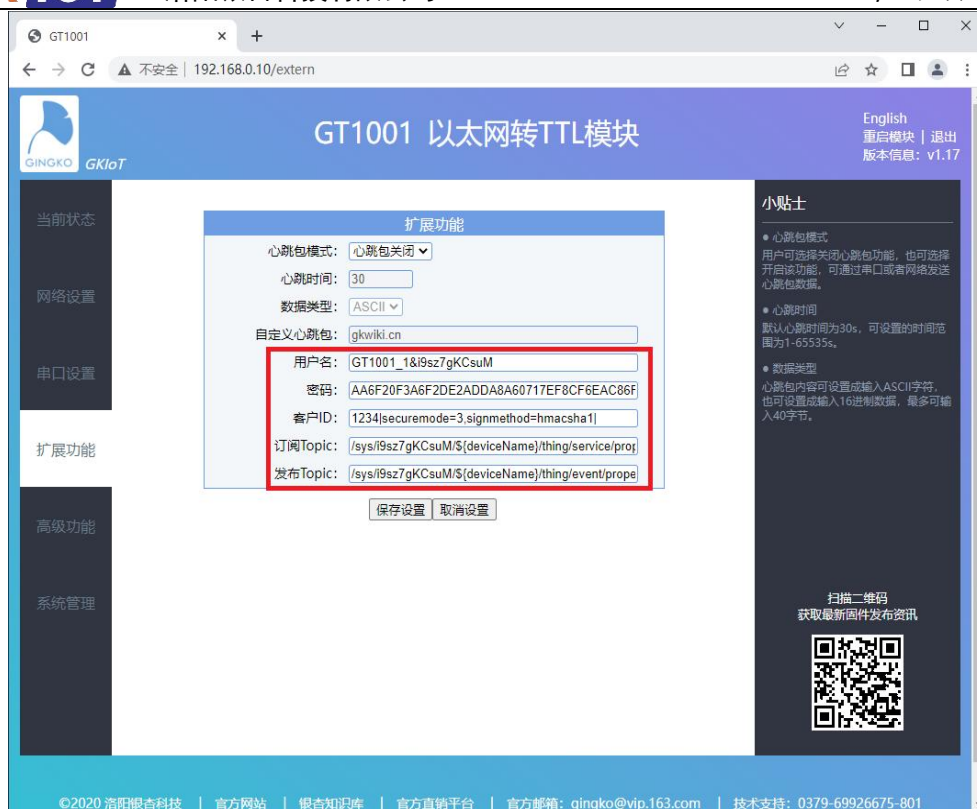 GT1001
不安全 | 192.168.0.10/extern
GINGKO GKIoT
GT1001 以太网转TTL模块
English
重启模块 | 退出
版本信息：v1.17
当前状态
网络设置
串口设置
扩展功能
高级功能
系统管理
扩展功能
心跳包模式： 心跳包关闭
心跳时间： 30
数据类型： ASCII
自定义心跳包： gkwiki.cn
用户名： GT1001_1&i9sz7gKCsuM
密码： AA6F20F3A6F2DE2ADDA8A60717EF8CF6EAC86F
客户ID： 1234|securemode=3,signmethod=hmacsha1|
订阅Topic： /sys/i9sz7gKCsuM/${deviceName}/thing/service/prop
发布Topic： /sys/i9sz7gKCsuM/${deviceName}/thing/event/prope
保存设置 取消设置
小贴士
● 心跳包模式
用户可选择关闭心跳包功能，也可选择
开启该功能，可通过串口或者网络发送
心跳包数据。
● 心跳时间
默认心跳时间为30s，可设置的时间范
围为1-65535s。
● 数据类型
心跳包内容可设置成输入ASCII字符，
也可设置成输入16进制数据，最多可输
入40字节。
扫描二维码
获取最新固件发布资讯
©2020 洛阳银杏科技 | 官方网站 | 银杏知识库 | 官方直销平台 | 官方邮箱：gingko@vip.163.com | 技术支持：0379-69926675-801